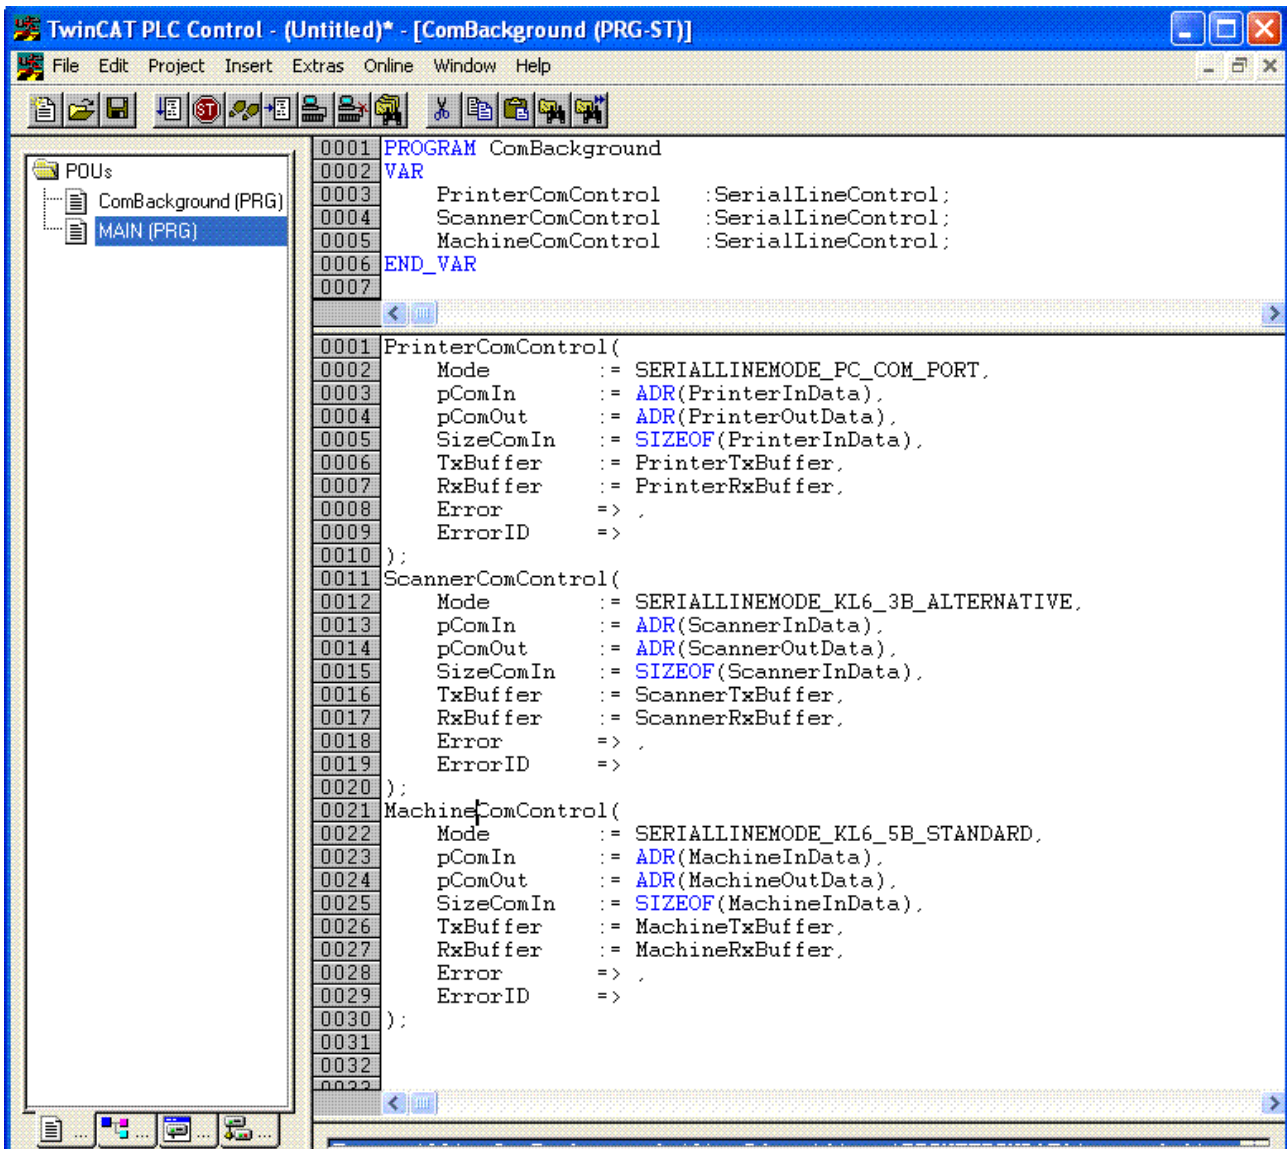 TwinCAT PLC Control - (Untitled)* - [ComBackground (PRG-ST)]
File Edit Project Insert Extras Online Window Help
POUs
ComBackground (PRG)
MAIN (PRG)
0001 PROGRAM ComBackground
0002 VAR
0003 PrinterComControl :SerialLineControl;
0004 ScannerComControl :SerialLineControl;
0005 MachineComControl :SerialLineControl;
0006 END_VAR
0007
0001 PrinterComControl(
0002 Mode := SERIALLINEMODE_PC_COM_PORT,
0003 pComIn := ADR(PrinterInData),
0004 pComOut := ADR(PrinterOutData),
0005 SizeComIn := SIZEOF(PrinterInData),
0006 TxBuffer := PrinterTxBuffer,
0007 RxBuffer := PrinterRxBuffer,
0008 Error => ,
0009 ErrorID =>
0010 );
0011 ScannerComControl(
0012 Mode := SERIALLINEMODE_KL6_3B_ALTERNATIVE,
0013 pComIn := ADR(ScannerInData),
0014 pComOut := ADR(ScannerOutData),
0015 SizeComIn := SIZEOF(ScannerInData),
0016 TxBuffer := ScannerTxBuffer,
0017 RxBuffer := ScannerRxBuffer,
0018 Error => ,
0019 ErrorID =>
0020 );
0021 MachineComControl(
0022 Mode := SERIALLINEMODE_KL6_5B_STANDARD,
0023 pComIn := ADR(MachineInData),
0024 pComOut := ADR(MachineOutData),
0025 SizeComIn := SIZEOF(MachineInData),
0026 TxBuffer := MachineTxBuffer,
0027 RxBuffer := MachineRxBuffer,
0028 Error => ,
0029 ErrorID =>
0030 );
0031
0032
... ... ... ...